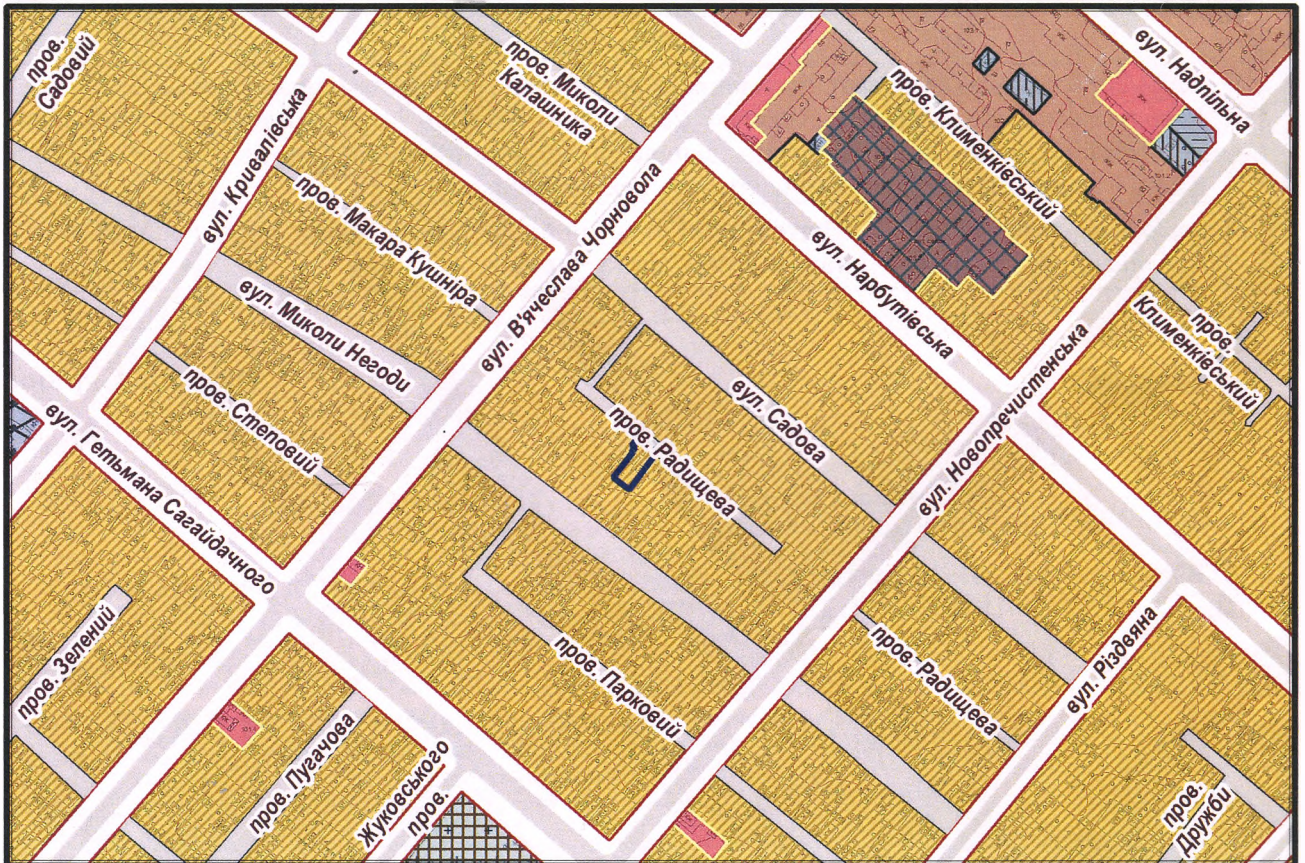 пров.
Садовий
вул. Кривалівська
пров. Миколи
Калашника
вул. Надпільна
пров. Клименківський
пров. Макара Кушніра
вул. В'ячеслава Чорновола
вул. Нарбутівська
вул. Миколи Негоди
пров.
Клименківський
пров. Степовий
вул. Садова
пров. Радищева
вул. Новопречистенська
вул. Гетьмана Сагайдачного
пров. Зелений
пров. Парковий
пров. Радищева
вул. Різдвяна
пров. Пугачова
Жуковського
пров.
пров.
Дружби